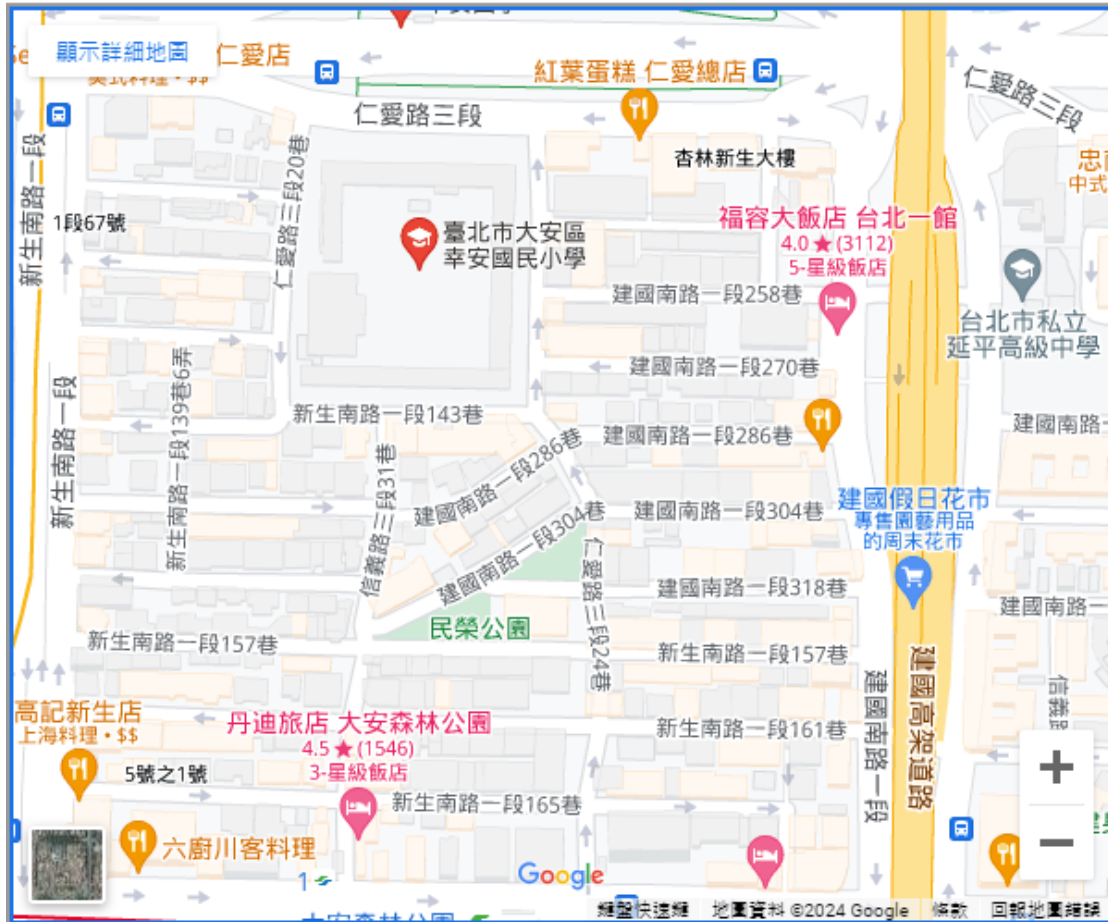 顯示詳細地圖
仁愛店
美式料理・$$
紅葉蛋糕 仁愛總店
仁愛路三段
仁愛路三段
杏林新生大樓
新生南路一段
仁愛路三段20巷
1段67號
臺北市大安區
幸安國民小學
福容大飯店 台北一館
4.0 ★ (3112)
5-星級飯店
中式
建國南路一段258巷
台北市私立
延平高級中學
建國南路一段270巷
新生南路一段
新生南路一段139巷6弄
新生南路一段143巷
建國南路一段286巷
建國南路
信義路三段31巷
建國南路一段286巷
建國南路一段304巷
建國南路一段304巷
建國假日花市
專售園藝用品
的周末花市
仁愛路三段24巷
建國南路一段318巷
建國南路一
民榮公園
新生南路一段157巷
新生南路一段157巷
建國南路一段
建國高架道路
信義路
高記新生店
上海料理・$$
丹迪旅店 大安森林公園
4.5 ★ (1546)
3-星級飯店
新生南路一段161巷
5號之1號
新生南路一段165巷
六廚川客料理
1
Google
大安森林公園
鍵盤快速鍵
地圖資料 ©2024 Google
條款
回報地圖錯誤